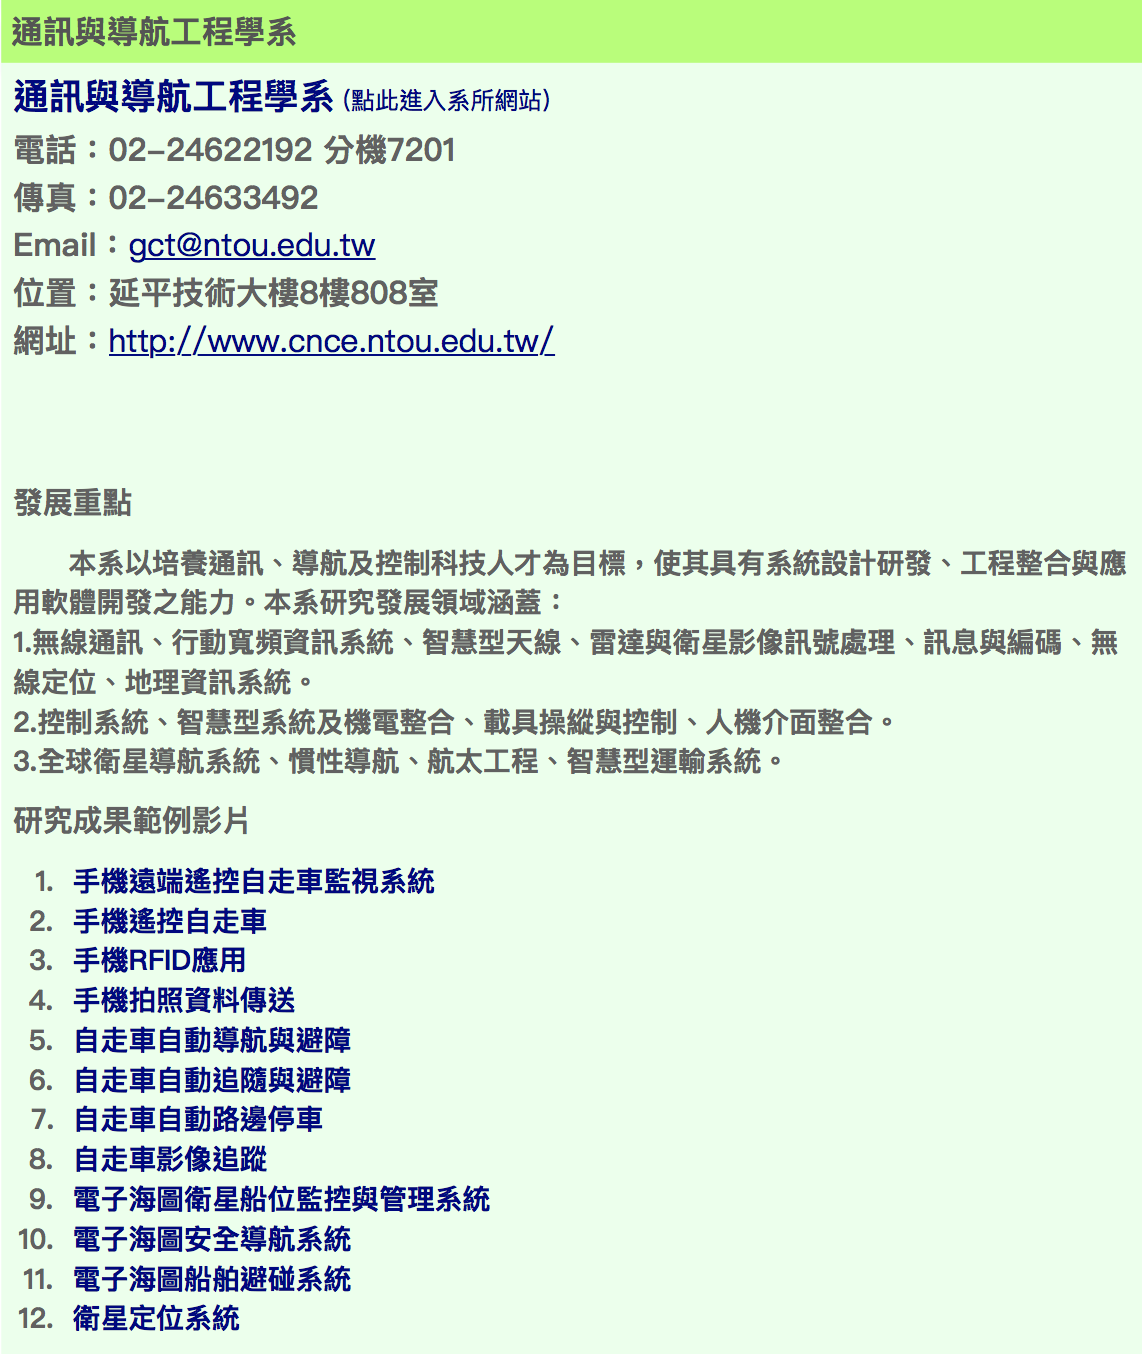 通訊與導航工程學系
通訊與導航工程學系 (點此進入系所網站)
電話：02-24622192 分機7201
傳真：02-24633492
Email：gct@ntou.edu.tw
位置：延平技術大樓8樓808室
網址：http://www.cnce.ntou.edu.tw/
發展重點
本系以培養通訊、導航及控制科技人才為目標，使其具有系統設計研發、工程整合與應
用軟體開發之能力。本系研究發展領域涵蓋：
1.無線通訊、行動寬頻資訊系統、智慧型天線、雷達與衛星影像訊號處理、訊息與編碼、無
線定位、地理資訊系統。
2.控制系統、智慧型系統及機電整合、載具操縱與控制、人機介面整合。
3.全球衛星導航系統、慣性導航、航太工程、智慧型運輸系統。
研究成果範例影片
1. 手機遠端遙控自走車監視系統
2. 手機遙控自走車
3. 手機RFID應用
4. 手機拍照資料傳送
5. 自走車自動導航與避障
6. 自走車自動追隨與避障
7. 自走車自動路邊停車
8. 自走車影像追蹤
9. 電子海圖衛星船位監控與管理系統
10. 電子海圖安全導航系統
11. 電子海圖船舶避碰系統
12. 衛星定位系統